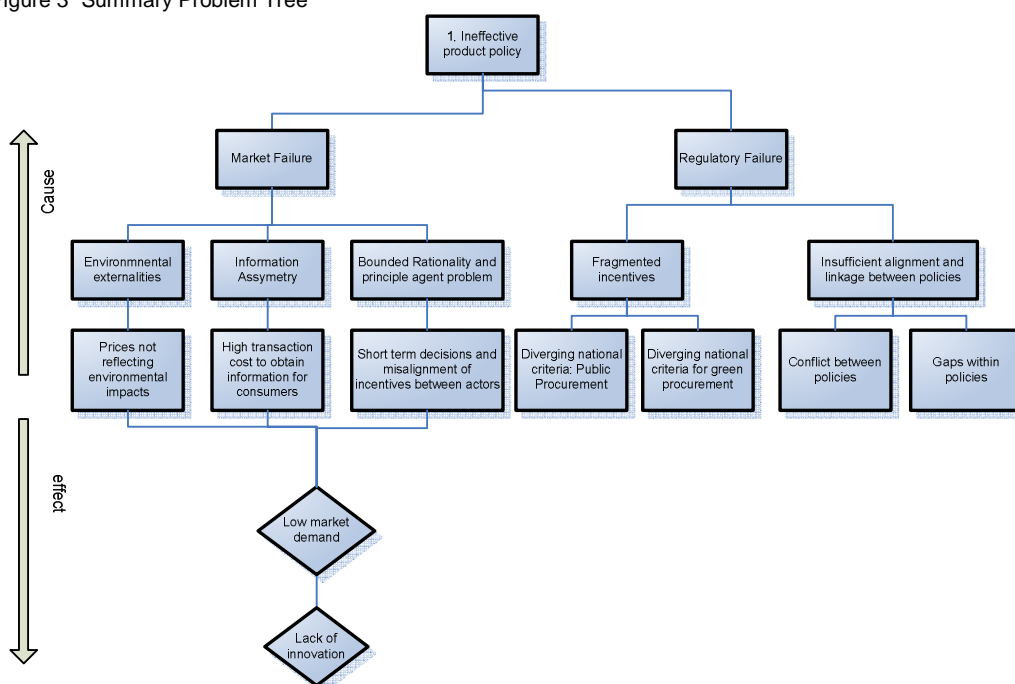 Figure 3 Summary Problem Tree
1. Ineffective
product policy
Cause
Market Failure
Regulatory Failure
Environmnental
externalities
Information
Assymetry
Bounded Rationality and
principle agent problem
Fragmented
incentives
Insufficient alignment and
linkage between policies
Prices not
reflecting
environmental
impacts
High transaction
cost to obtain
information for
consumers
Short term decisions and
misalignment of
incentives between actors
Diverging national
criteria: Public
Procurement
Diverging national
criteria for green
procurement
Conflict between
policies
Gaps within
policies
effect
Low market
demand
Lack of
innovation